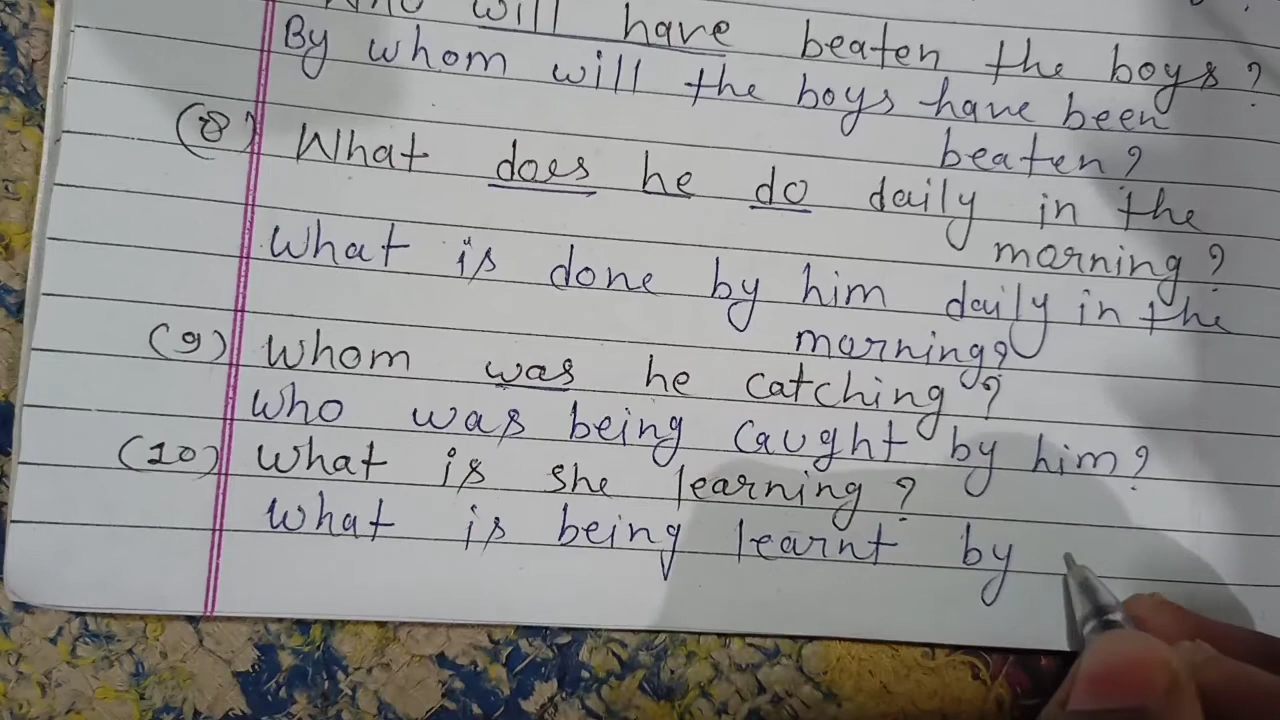 will have beaten the boys?
By whom will the boys have been
beaten?
(8) What does he do daily in the
morning?
What is done by him daily in the
morning?
(9) Whom was he catching?
Who was being caught by him?
(10) What is she learning?
What is being learnt by